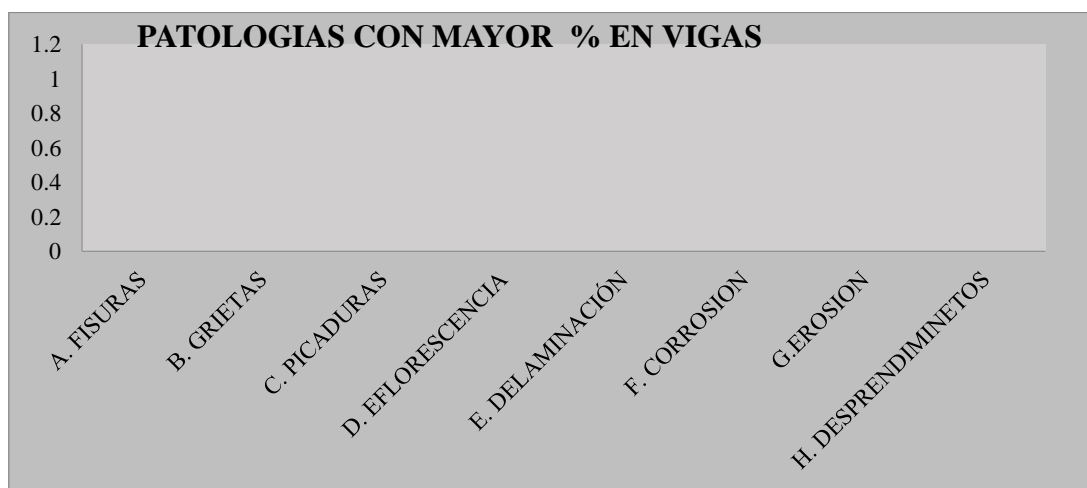 PATOLOGIAS CON MAYOR % EN VIGAS
1.2
1
0.8
0.6
0.4
0.2
0
A. FISURAS
B. GRIETAS
C. PICADURAS
D. EFLORESCENCIA
E. DELAMINACIÓN
F. CORROSION
G.EROSION
H. DESPRENDIMINETOS